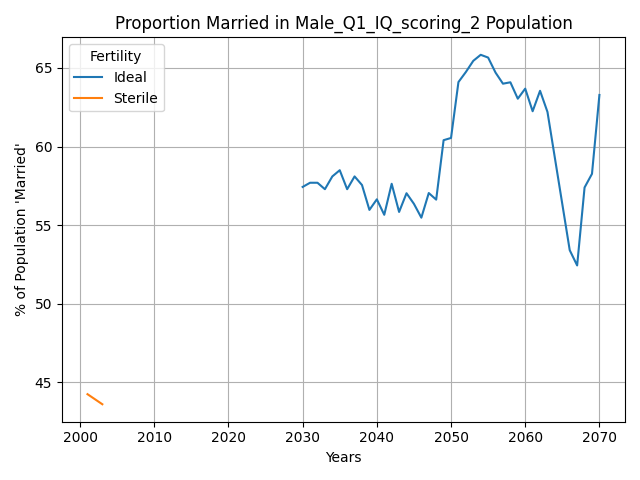 Proportion Married in Male_Q1_IQ_scoring_2 Population
Fertility
Ideal
Sterile
% of Population 'Married'
65
60
55
50
45
2000 2010 2020 2030 2040 2050 2060 2070
Years